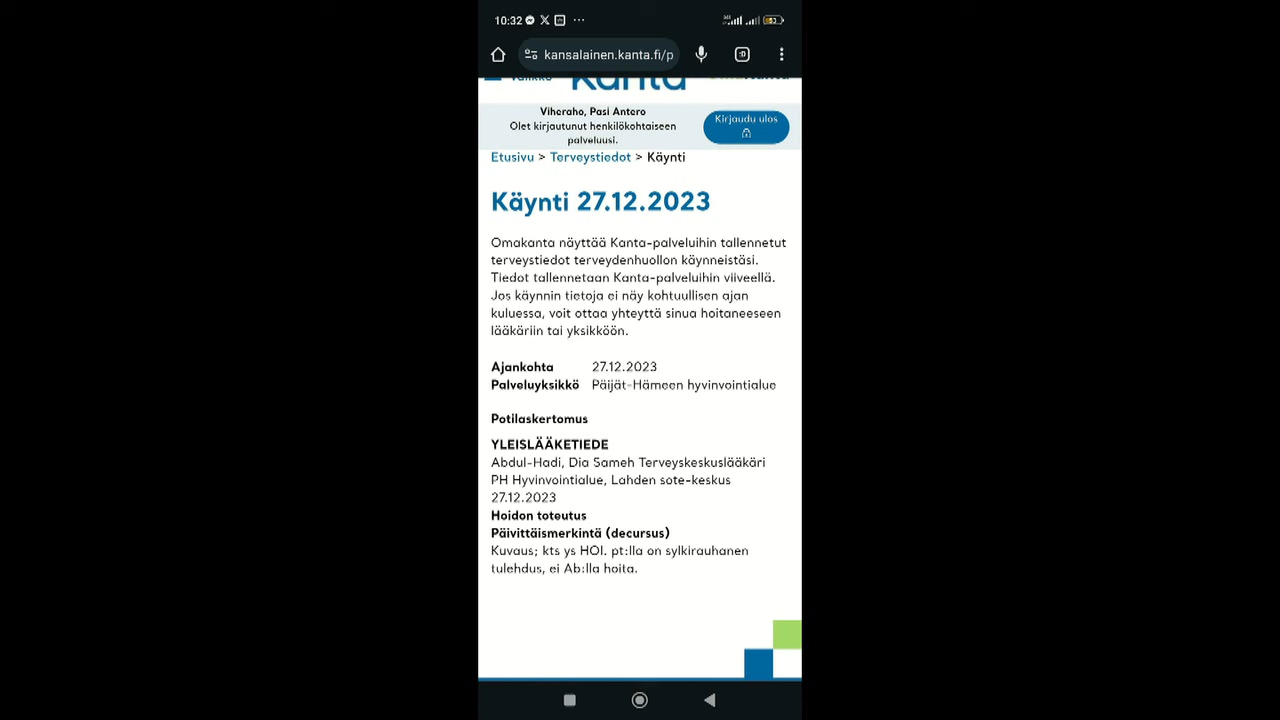 10:32
kansalainen.kanta.fi/p
Valikko
Kanta
Viheraho, Pasi Antero
Olet kirjautunut henkilökohtaiseen
palveluusi.
Kirjaudu ulos
Etusivu > Terveystiedot > Käynti
Käynti 27.12.2023
Omakanta näyttää Kanta-palveluihin tallennetut
terveystiedot terveydenhuollon käynneistäsi.
Tiedot tallennetaan Kanta-palveluihin viiveellä.
Jos käynnin tietoja ei näy kohtuullisen ajan
kuluessa, voit ottaa yhteyttä sinua hoitaneeseen
lääkäriin tai yksikköön.
Ajankohta 27.12.2023
Palveluyksikkö Päijät-Hämeen hyvinvointialue
Potilaskertomus
YLEISLÄÄKETIEDE
Abdul-Hadi, Dia Sameh Terveyskeskuslääkäri
PH Hyvinvointialue, Lahden sote-keskus
27.12.2023
Hoidon toteutus
Päivittäismerkintä (decursus)
Kuvaus; kts ys HOI. pt:lla on sylkirauhanen
tulehdus, ei Ab:lla hoita.